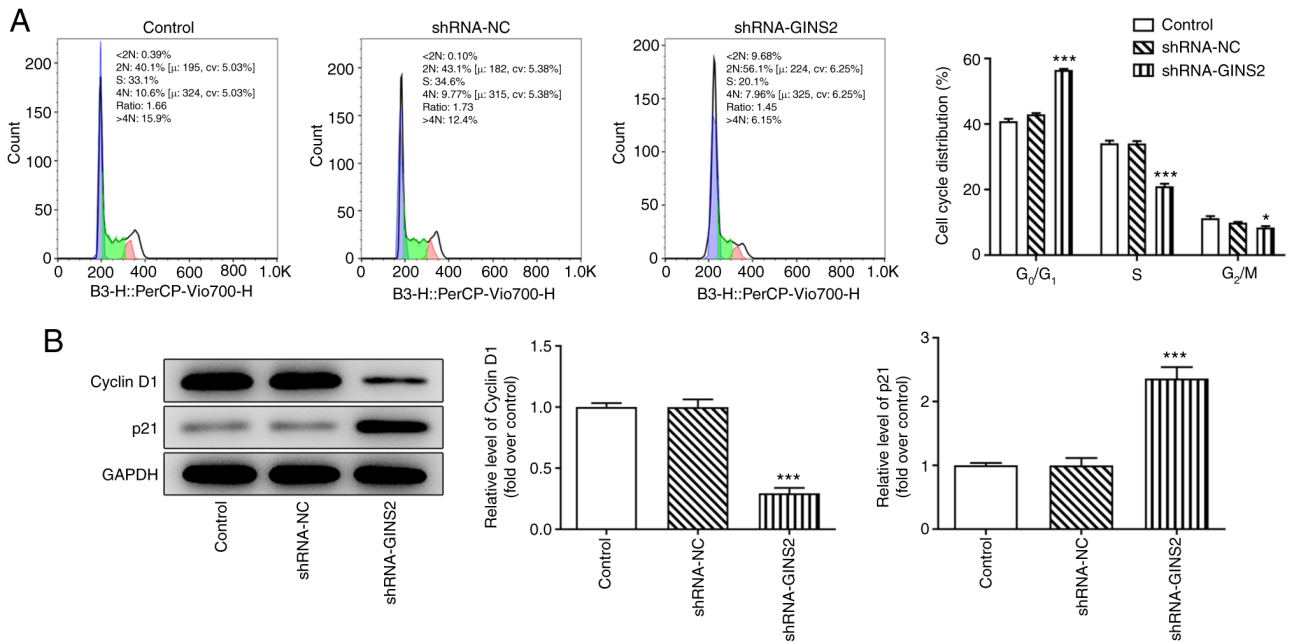 A
Control
200
150
100
50
0
Count
<2N: 0.39%
2N: 40.1% [µ: 195, cv: 5.03%]
S: 33.1%
4N: 10.6% [µ: 324, cv: 5.03%]
Ratio: 1.66
>4N: 15.9%
0 200 400 600 800 1.0K
B3-H::PerCP-Vio700-H
shRNA-NC
200
150
100
50
0
Count
<2N: 0.10%
2N: 43.1% [µ: 182, cv: 5.38%]
S: 34.6%
4N: 9.77% [µ: 315, cv: 5.38%]
Ratio: 1.73
>4N: 12.4%
0 200 400 600 800 1.0K
B3-H::PerCP-Vio700-H
shRNA-GINS2
200
150
100
50
0
Count
<2N: 9.68%
2N:56.1% [µ: 224, cv: 6.25%]
S: 20.1%
4N: 7.96% [µ: 325, cv: 6.25%]
Ratio: 1.45
>4N: 6.15%
0 200 400 600 800 1.0K
B3-H::PerCP-Vio700-H
Control
shRNA-NC
shRNA-GINS2
Cell cycle distribution (%)
60
40
20
0
***
***
*
G₀/G₁ S G₂/M
B
Cyclin D1
p21
GAPDH
Control
shRNA-NC
shRNA-GINS2
Relative level of Cyclin D1
(fold over control)
1.5
1.0
0.5
0.0
***
Control
shRNA-NC
shRNA-GINS2
Relative level of p21
(fold over control)
3
2
1
0
***
Control
shRNA-NC
shRNA-GINS2